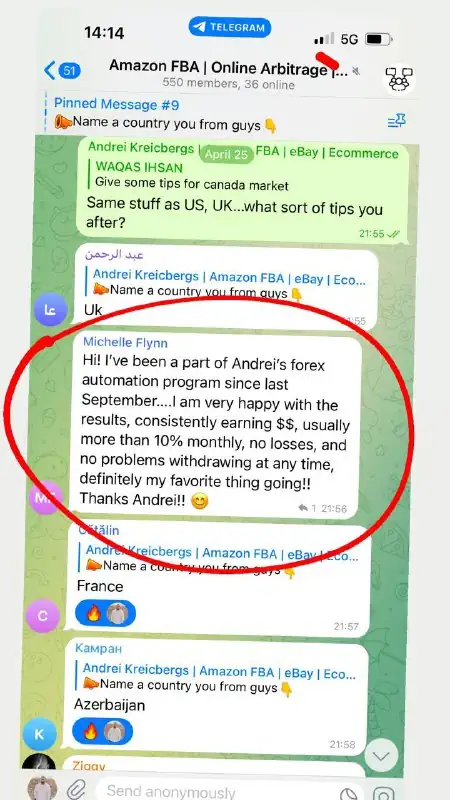 14:14
TELEGRAM
5G
51
Amazon FBA | Online Arbitrage |...
550 members, 36 online
Pinned Message #9
Name a country you from guys
Andrei Kreicbergs | FBA | eBay | Ecommerce
April 25
WAQAS IHSAN
Give some tips for canada market
Same stuff as US, UK...what sort of tips you
after?
21:55
عبد الرحمن
Andrei Kreicbergs | Amazon FBA | eBay | Eco...
Name a country you from guys
Uk
عا
Michelle Flynn
Hi! I've been a part of Andrei's forex
automation program since last
September....I am very happy with the
results, consistently earning $$, usually
more than 10% monthly, no losses, and
no problems withdrawing at any time,
definitely my favorite thing going!!
Thanks Andrei!!
1 21:56
Cătălin
Andrei Kreicbergs | Amazon FBA | eBay | Eco...
Name a country you from guys
France
C
21:57
Камран
Andrei Kreicbergs | Amazon FBA | eBay | Eco...
Name a country you from guys
Azerbaijan
K
21:58
Ziggy
Send anonymously